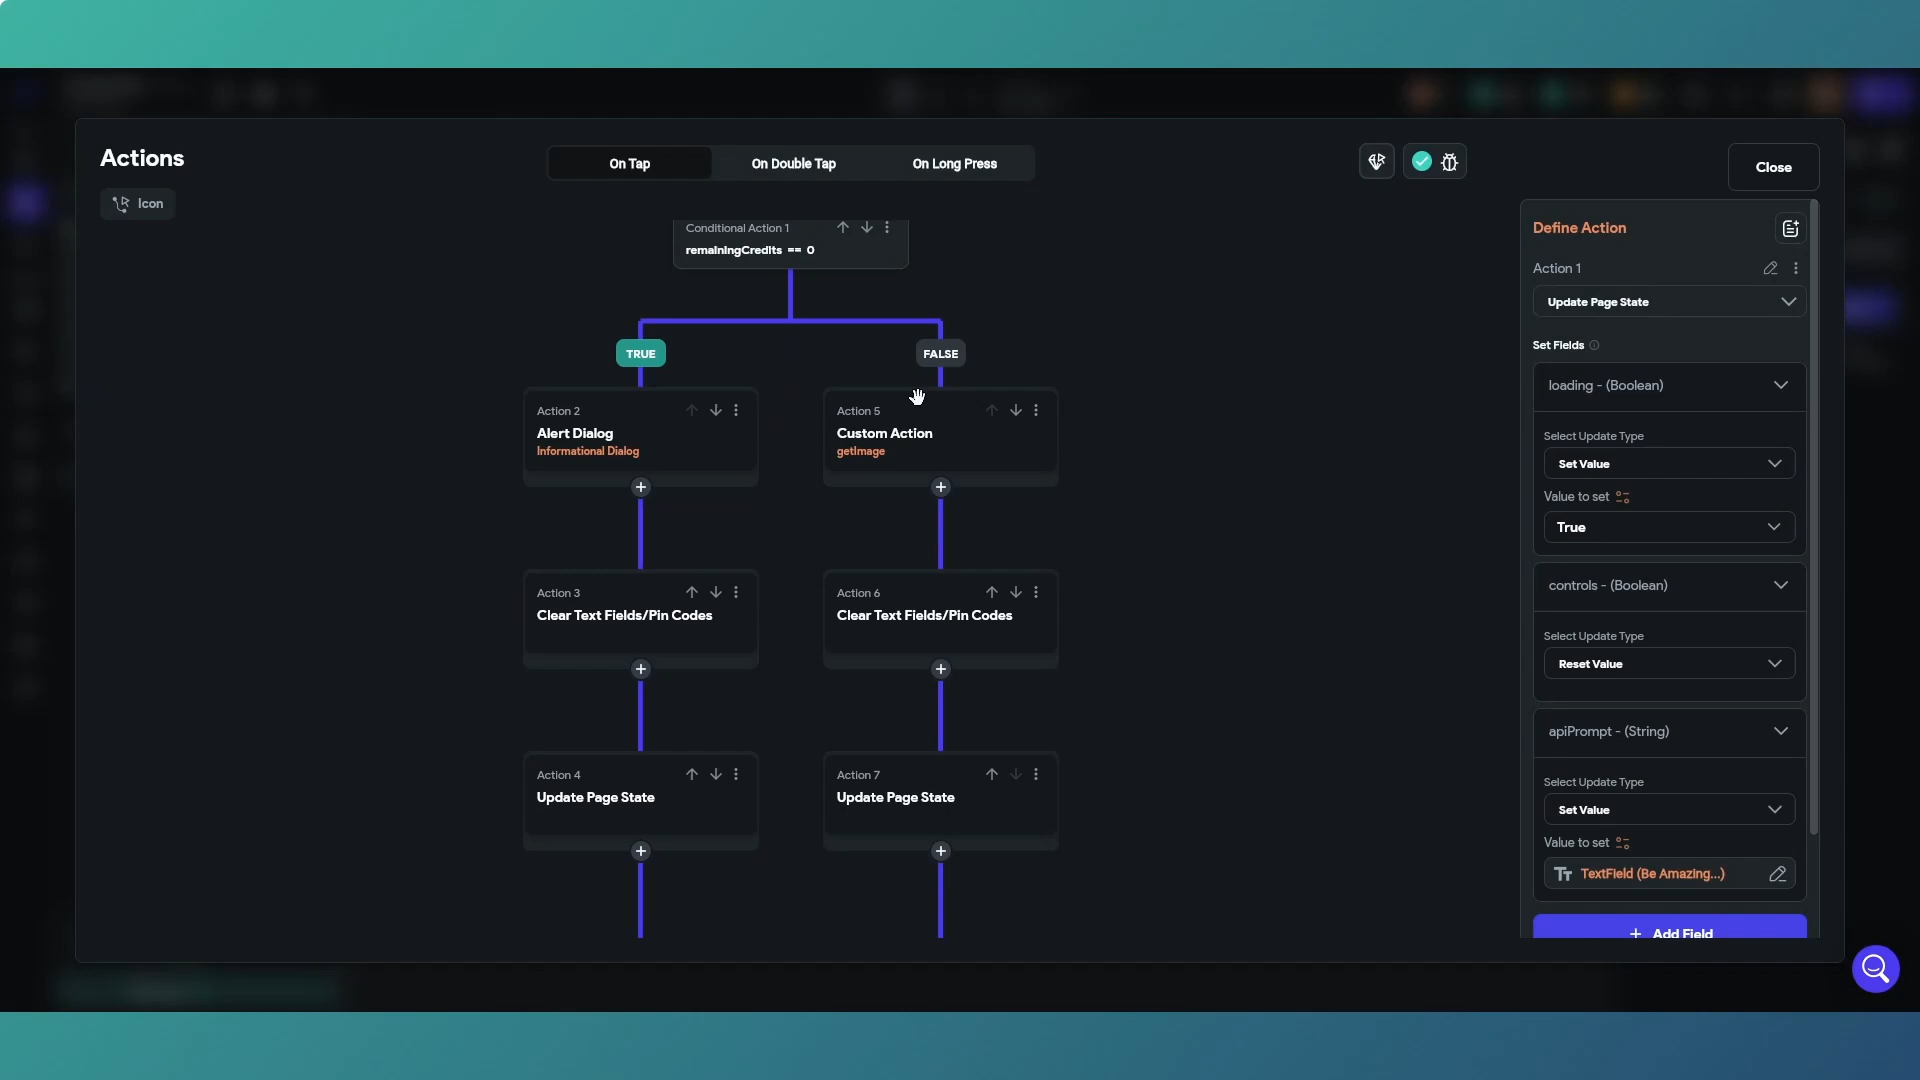 Actions
On Tap
On Double Tap
On Long Press
Close
Icon
Conditional Action 1
remainingCredits == 0
TRUE
FALSE
Action 2
Alert Dialog
Informational Dialog
Action 5
Custom Action
getImage
Action 3
Clear Text Fields/Pin Codes
Action 6
Clear Text Fields/Pin Codes
Action 4
Update Page State
Action 7
Update Page State
Define Action
Action 1
Update Page State
Set Fields
loading - (Boolean)
Select Update Type
Set Value
Value to set
True
controls - (Boolean)
Select Update Type
Reset Value
apiPrompt - (String)
Select Update Type
Set Value
Value to set
TextField (Be Amazing...)
+ Add Field